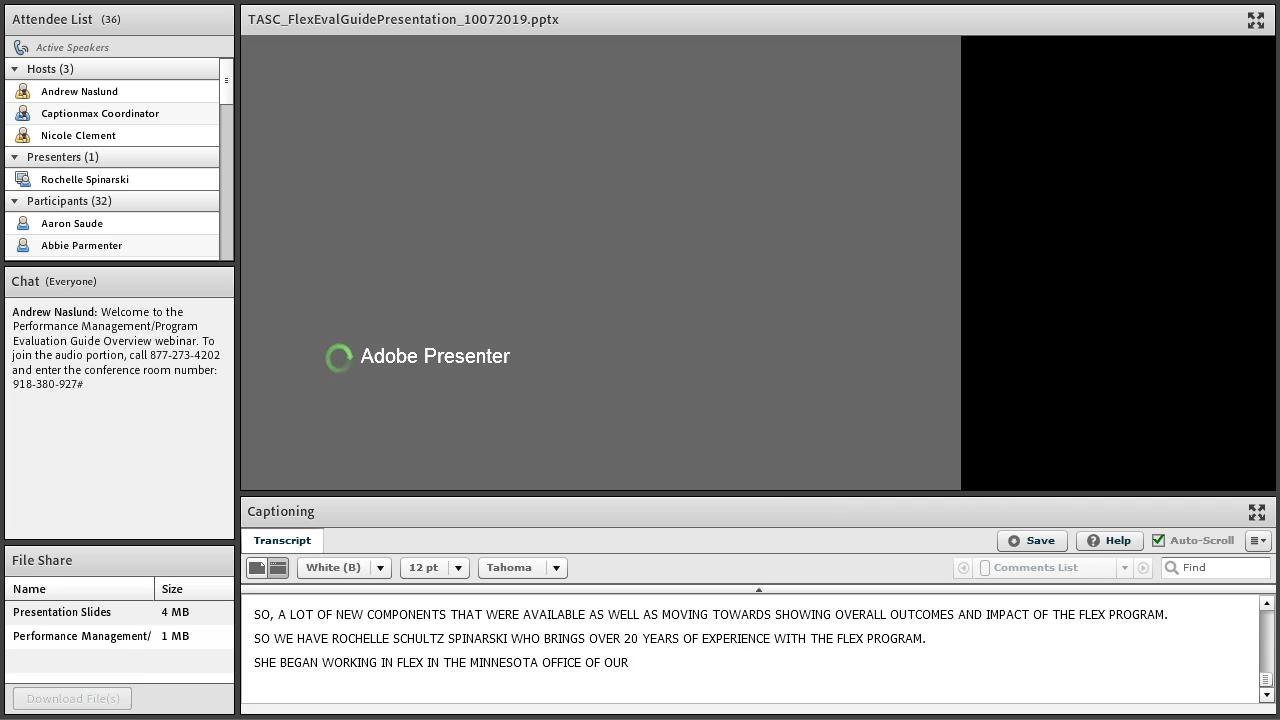 Attendee List (36)
Active Speakers
Hosts (3)
Andrew Naslund
Captionmax Coordinator
Nicole Clement
Presenters (1)
Rochelle Spinarski
Participants (32)
Aaron Saude
Abbie Parmenter
Chat (Everyone)
Andrew Naslund: Welcome to the
Performance Management/Program
Evaluation Guide Overview webinar. To
join the audio portion, call 877-273-4202
and enter the conference room number:
918-380-927#
File Share
Name Size
Presentation Slides 4 MB
Performance Management/ 1 MB
Download File(s)
TASC_FlexEvalGuidePresentation_10072019.pptx
Adobe Presenter
Captioning
Transcript Save Help Auto-Scroll
White (B) 12 pt Tahoma Comments List Find
SO, A LOT OF NEW COMPONENTS THAT WERE AVAILABLE AS WELL AS MOVING TOWARDS SHOWING OVERALL OUTCOMES AND IMPACT OF THE FLEX PROGRAM.
SO WE HAVE ROCHELLE SCHULTZ SPINARSKI WHO BRINGS OVER 20 YEARS OF EXPERIENCE WITH THE FLEX PROGRAM.
SHE BEGAN WORKING IN FLEX IN THE MINNESOTA OFFICE OF OUR